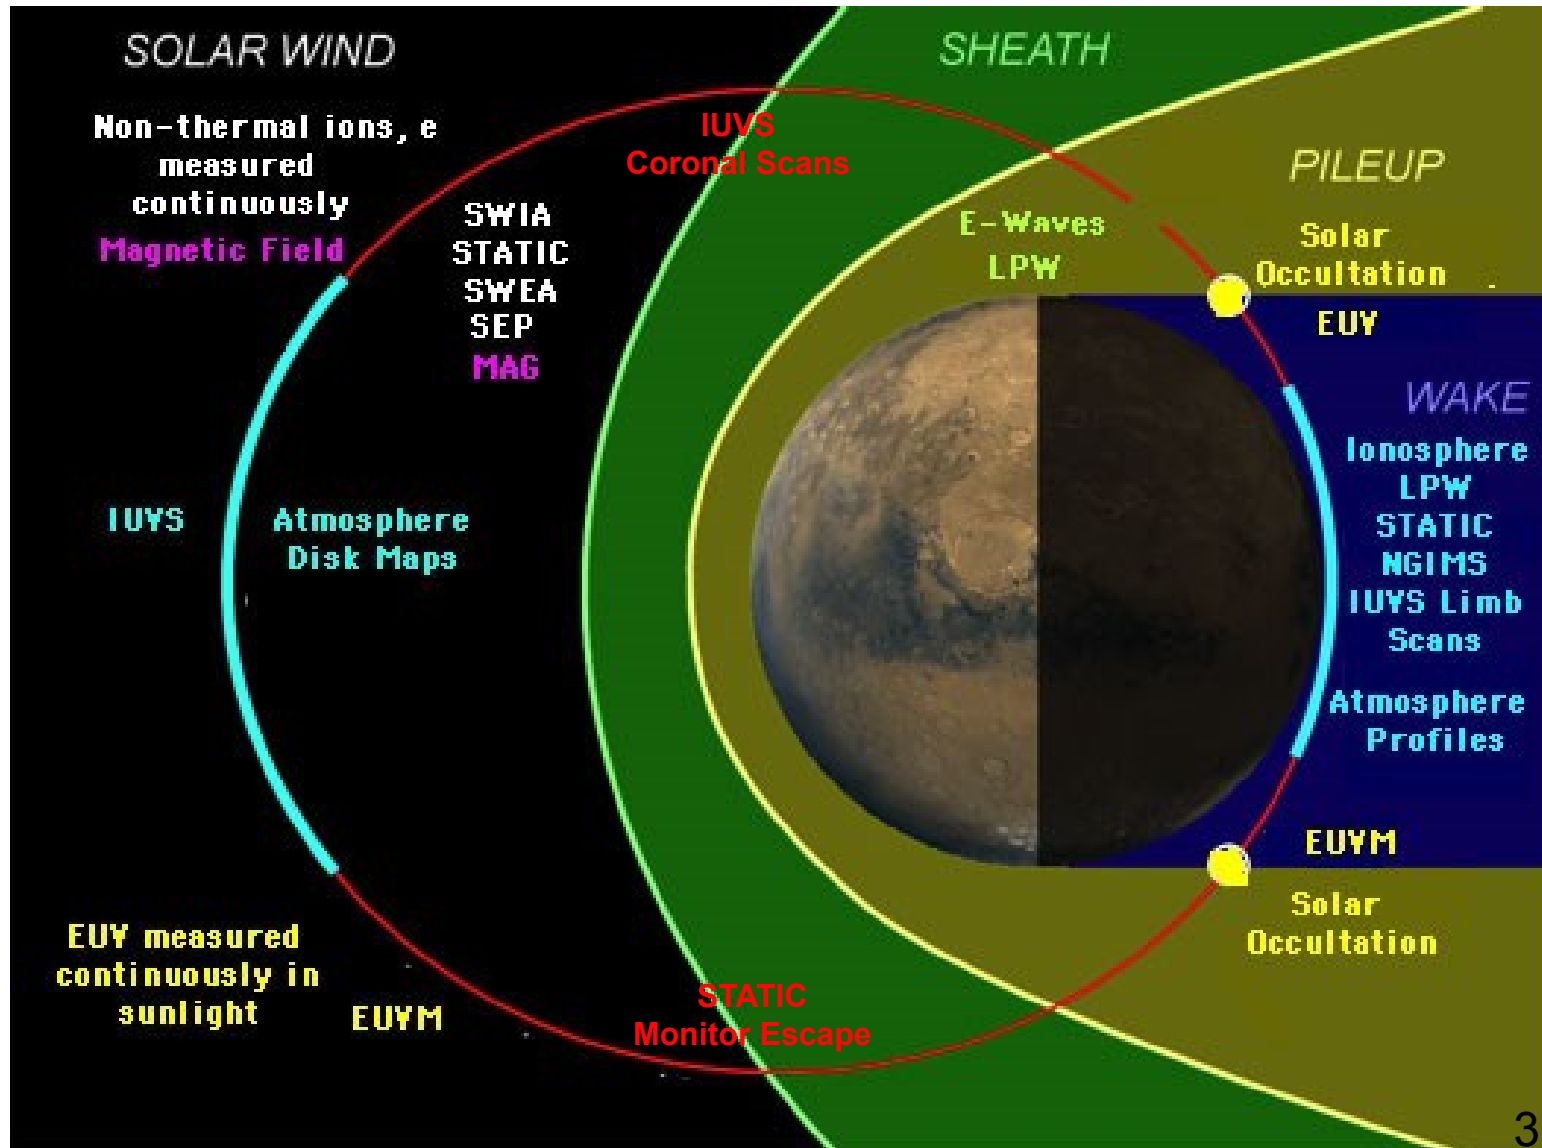 SOLAR WIND
SHEATH
Non-thermal ions, e
measured
continuously
Magnetic Field
IUVS
Coronal Scans
SWIA
STATIC
SWEA
SEP
MAG
E-Waves
LPW
PILEUP
Solar
Occultation
EUV
WAKE
Ionosphere
LPW
STATIC
NGIMS
IUVS Limb
Scans
Atmosphere
Profiles
IUVS
Atmosphere
Disk Maps
EUVM
Solar
Occultation
EUV measured
continuously in
sunlight
EUVM
STATIC
Monitor Escape
3